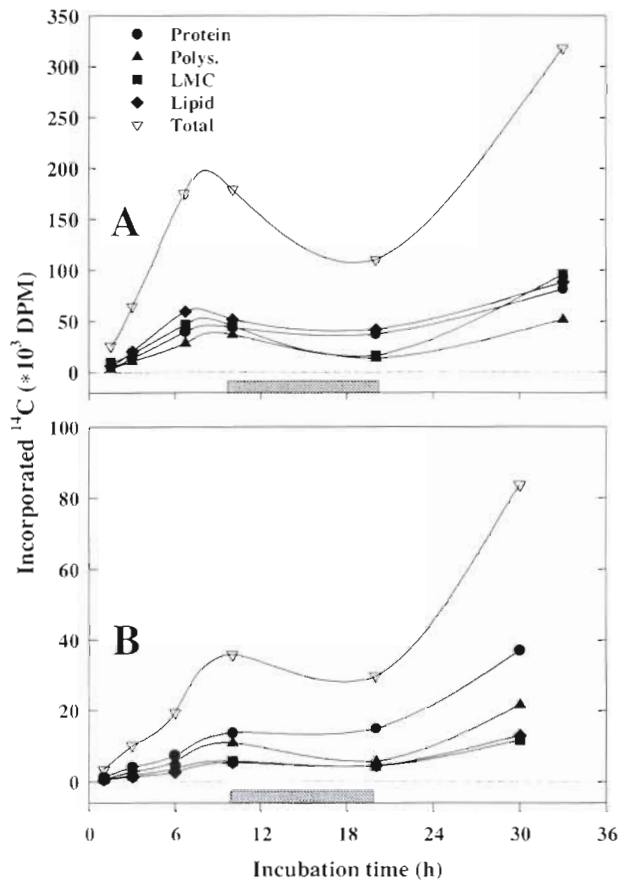 350
300
250
200
150
100
50
0
Protein
Polys.
LMC
Lipid
Total
A
Incorporated ¹⁴C (*10³ DPM)
100
80
60
40
20
0
B
0 6 12 18 24 30 36
Incubation time (h)